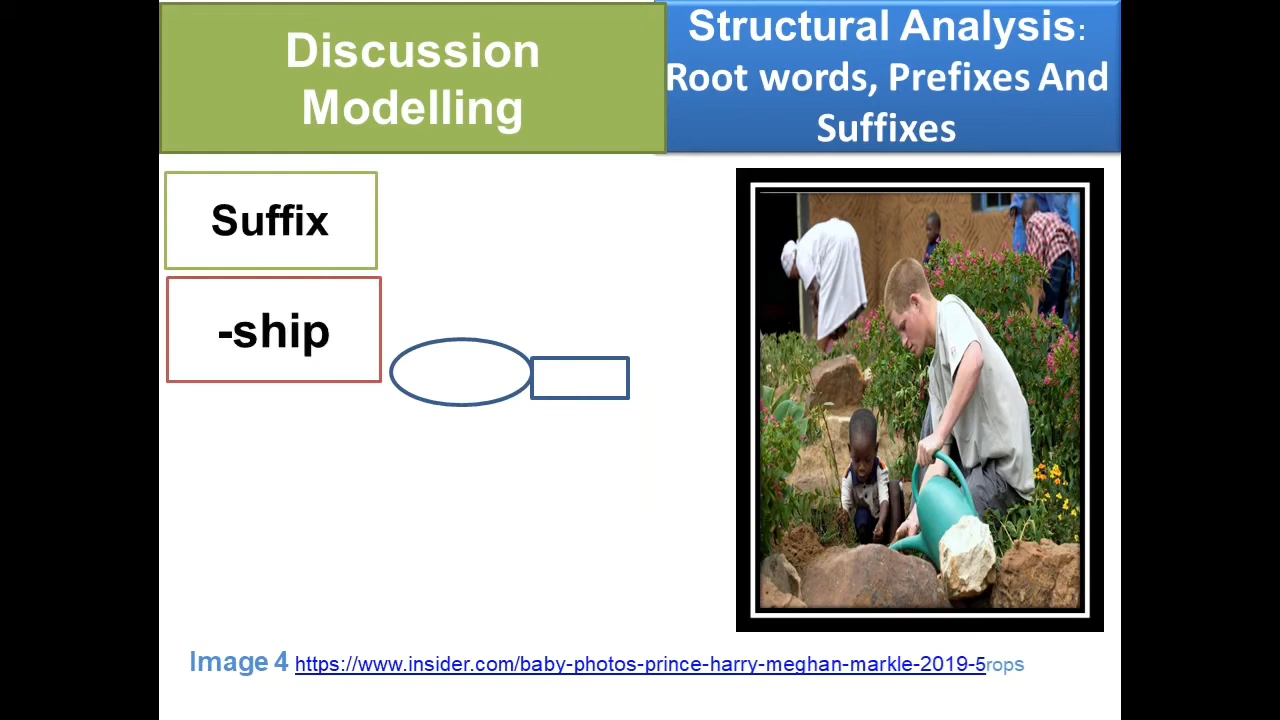 Discussion
Modelling
Structural Analysis:
Root words, Prefixes And
Suffixes
Suffix
-ship
Image 4 https://www.insider.com/baby-photos-prince-harry-meghan-markle-2019-5rops